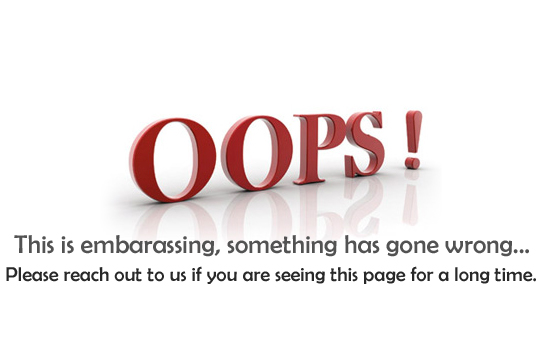 OOPS!
This is embarassing, something has gone wrong...
Please reach out to us if you are seeing this page for a long time.